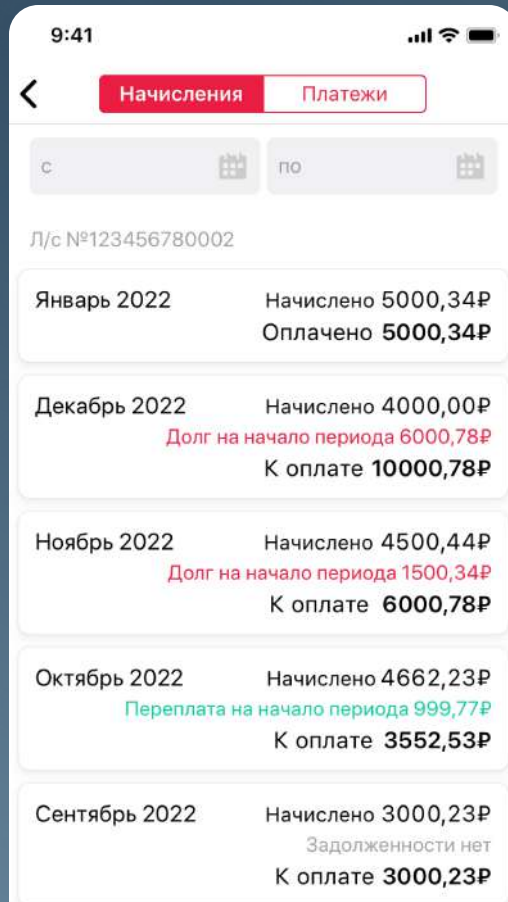 9:41
Начисления Платежи
с по
Л/с №123456780002
Январь 2022 Начислено 5000,34₽
Оплачено 5000,34₽
Декабрь 2022 Начислено 4000,00₽
Долг на начало периода 6000,78₽
К оплате 10000,78₽
Ноябрь 2022 Начислено 4500,44₽
Долг на начало периода 1500,34₽
К оплате 6000,78₽
Октябрь 2022 Начислено 4662,23₽
Переплата на начало периода 999,77₽
К оплате 3552,53₽
Сентябрь 2022 Начислено 3000,23₽
Задолженности нет
К оплате 3000,23₽